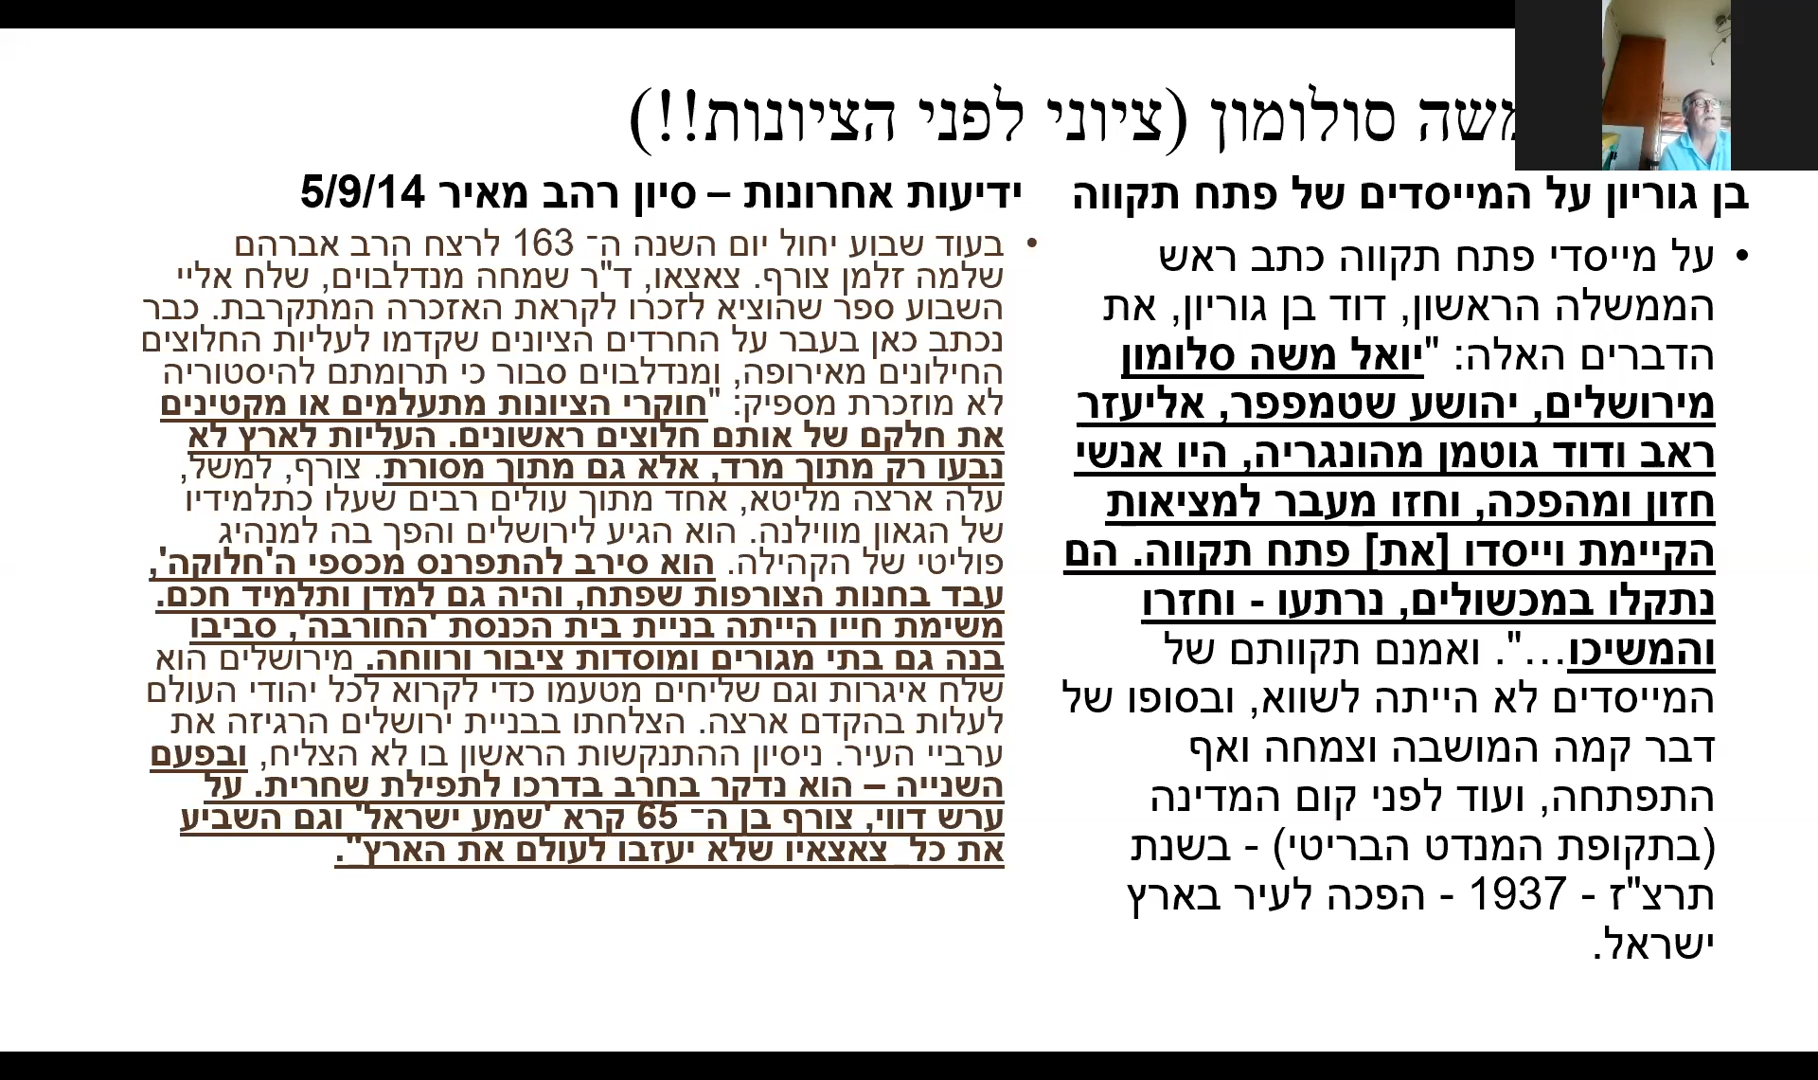 משה סולומון (ציוני לפני הציונות!!)
בן גוריון על המייסדים של פתח תקווה
• על מייסדי פתח תקווה כתב ראש
הממשלה הראשון, דוד בן גוריון, את
הדברים האלה: "יואל משה סלומון
מירושלים, יהושע שטמפפר, אליעזר
ראב ודוד גוטמן מהונגריה, היו אנשי
חזון ומהפכה, וחזו מעבר למציאות
הקיימת וייסדו [את] פתח תקווה. הם
נתקלו במכשולים, נרתעו - וחזרו
והמשיכו...". ואמנם תקוותם של
המייסדים לא הייתה לשווא, ובסופו של
דבר קמה המושבה וצמחה ואף
התפתחה, ועוד לפני קום המדינה
(בתקופת המנדט הבריטי) - בשנת
תרצ"ז - 1937 - הפכה לעיר בארץ
ישראל.
ידיעות אחרונות – סיון רהב מאיר 5/9/14
• בעוד שבוע יחול יום השנה ה־ 163 לרצח הרב אברהם
שלמה זלמן צורף. צאצאו, ד"ר שמחה מנדלבוים, שלח אליי
השבוע ספר שהוציא לזכרו לקראת האזכרה המתקרבת. כבר
נכתב כאן בעבר על החרדים הציונים שקדמו לעליות החלוצים
החילונים מאירופה, ומנדלבוים סבור כי תרומתם להיסטוריה
לא מוזכרת מספיק: "חוקרי הציונות מתעלמים או מקטינים
את חלקם של אותם חלוצים ראשונים. העליות לארץ לא
נבעו רק מתוך מרד, אלא גם מתוך מסורת. צורף, למשל,
עלה ארצה מליטא, אחד מתוך עולים רבים שעלו כתלמידיו
של הגאון מווילנה. הוא הגיע לירושלים והפך בה למנהיג
פוליטי של הקהילה. הוא סירב להתפרנס מכספי ה'חלוקה',
עבד בחנות הצורפות שפתח, והיה גם למדן ותלמיד חכם.
משימת חייו הייתה בניית בית הכנסת 'החורבה', סביבו
בנה גם בתי מגורים ומוסדות ציבור ורווחה. מירושלים הוא
שלח איגרות וגם שליחים מטעמו כדי לקרוא לכל יהודי העולם
לעלות בהקדם ארצה. הצלחתו בבניית ירושלים הרגיזה את
ערביי העיר. ניסיון ההתנקשות הראשון בו לא הצליח, ובפעם
השנייה – הוא נדקר בחרב בדרכו לתפילת שחרית. על
ערש דווי, צורף בן ה־ 65 קרא 'שמע ישראל' וגם השביע
את כל צאצאיו שלא יעזבו לעולם את הארץ".